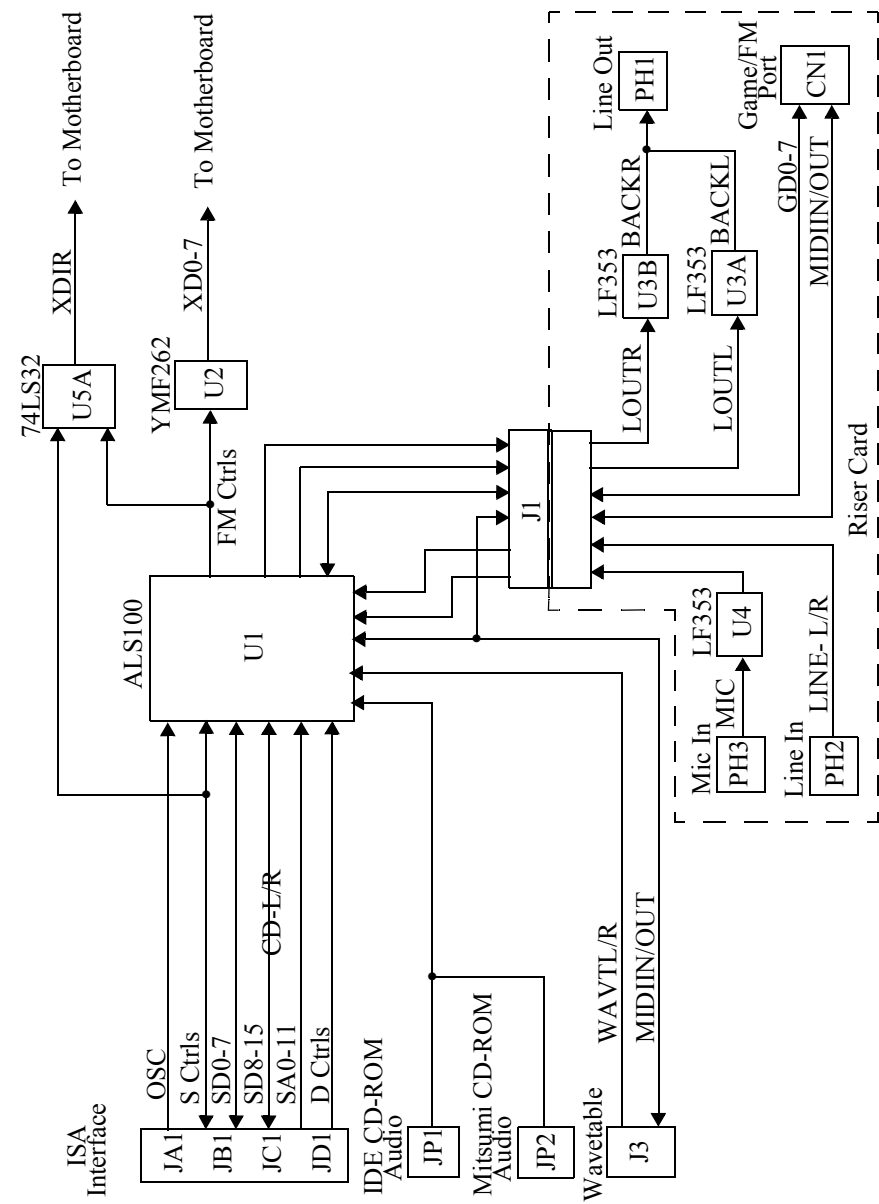 ISA
Interface
JA1
JB1
JC1
JD1
OSC
S Ctrls
SD0-7
SD8-15
SA0-11
D Ctrls
CD-L/R
IDE CD-ROM
Audio
JP1
Mitsumi CD-ROM
Audio
JP2
Wavetable
J3
WAVTL/R
MIDIIN/OUT
ALS100
U1
FM Ctrls
74LS32
U5A
XDIR
To Motherboard
YMF262
U2
XD0-7
To Motherboard
J1
Mic In
PH3
MIC
LF353
U4
Line In
PH2
LINE- L/R
Riser Card
LOUTR
LF353
U3B
BACKR
LOUTL
LF353
U3A
BACKL
Line Out
PH1
GD0-7
MIDIIN/OUT
Game/FM
Port
CN1